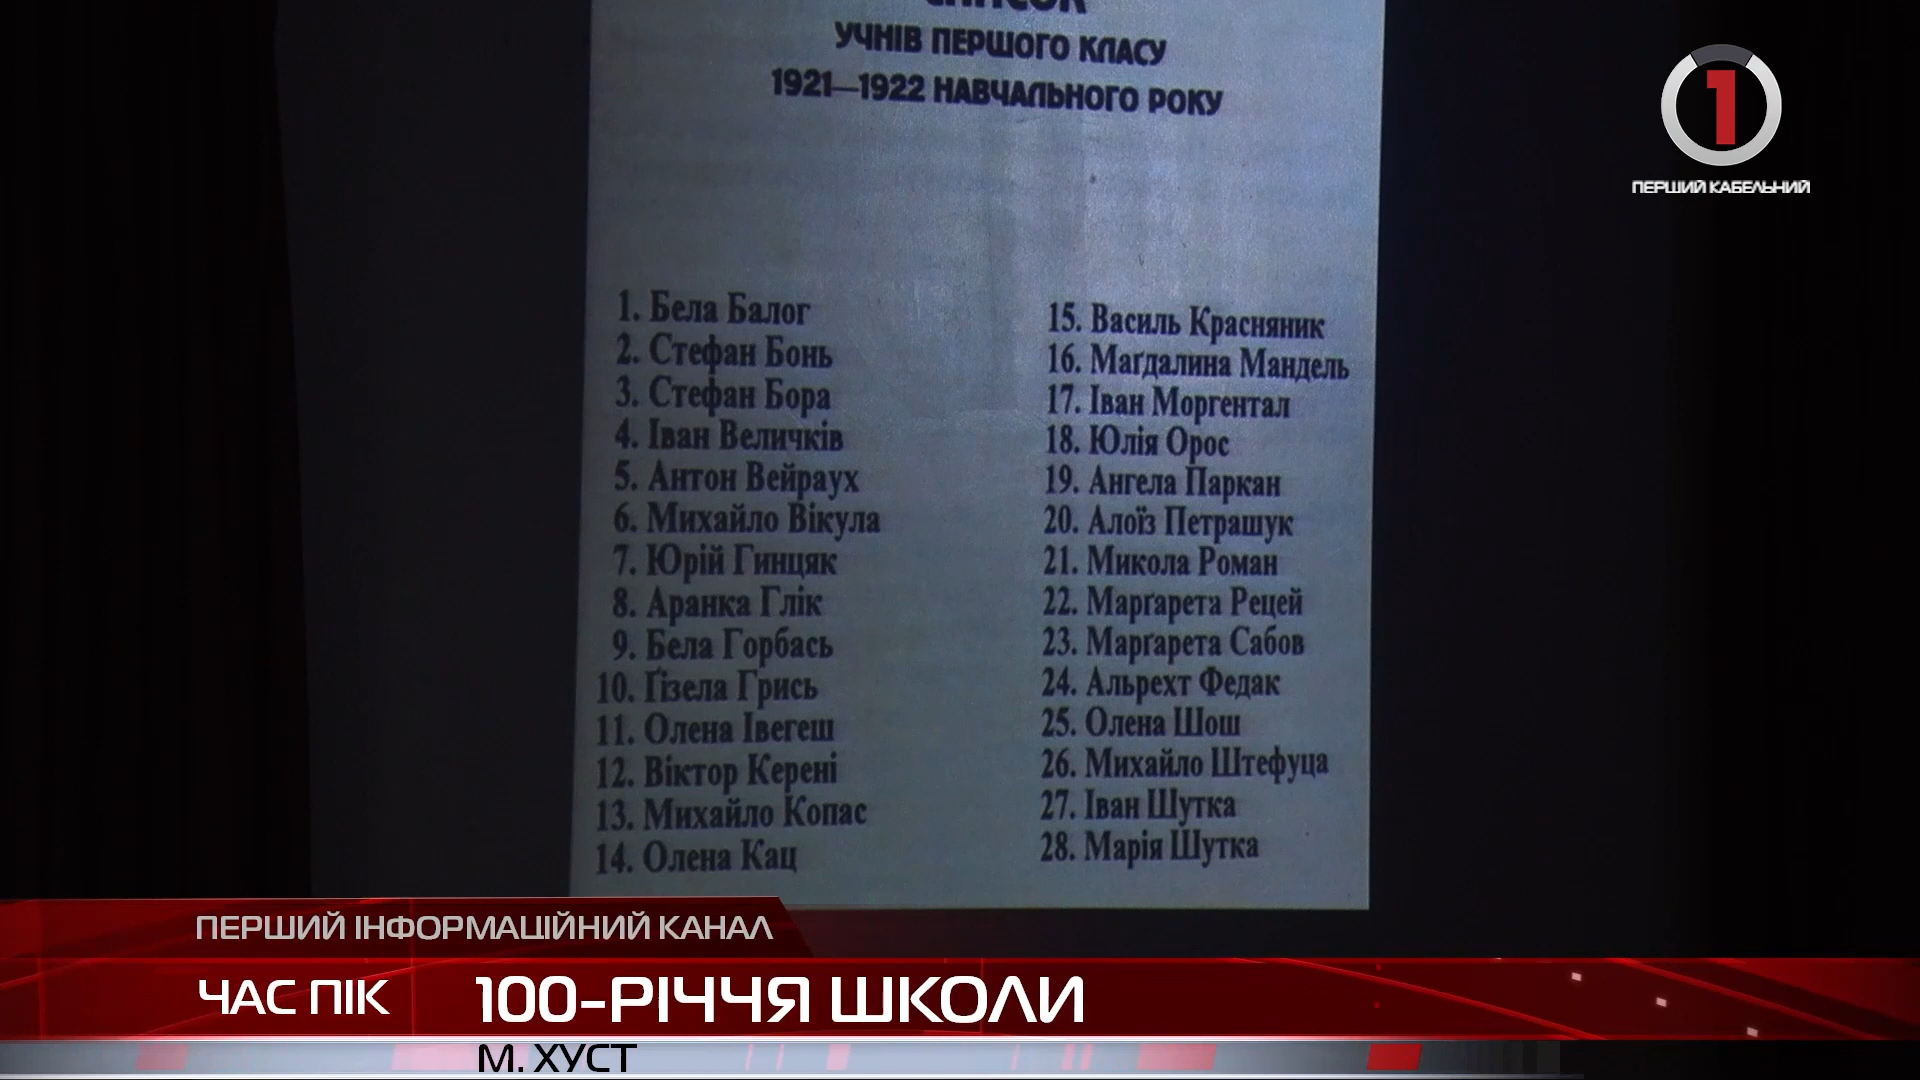 СПИСОК
УЧНІВ ПЕРШОГО КЛАСУ
1921—1922 НАВЧАЛЬНОГО РОКУ
1. Бела Балог
2. Стефан Бонь
3. Стефан Бора
4. Іван Величків
5. Антон Вейраух
6. Михайло Вікула
7. Юрій Гинцяк
8. Аранка Глік
9. Бела Горбась
10. Ґізела Грись
11. Олена Івегеш
12. Віктор Керені
13. Михайло Копас
14. Олена Кац
15. Василь Красняник
16. Маґдалина Мандель
17. Іван Моргентал
18. Юлія Орос
19. Ангела Паркан
20. Алоїз Петрашук
21. Микола Роман
22. Марґарета Рецей
23. Марґарета Сабов
24. Альрехт Федак
25. Олена Шош
26. Михайло Штефуца
27. Іван Шутка
28. Марія Шутка
1
ПЕРШИЙ КАБЕЛЬНИЙ
ПЕРШИЙ ІНФОРМАЦІЙНИЙ КАНАЛ
ЧАС ПІК 100-РІЧЧЯ ШКОЛИ
М. ХУСТ